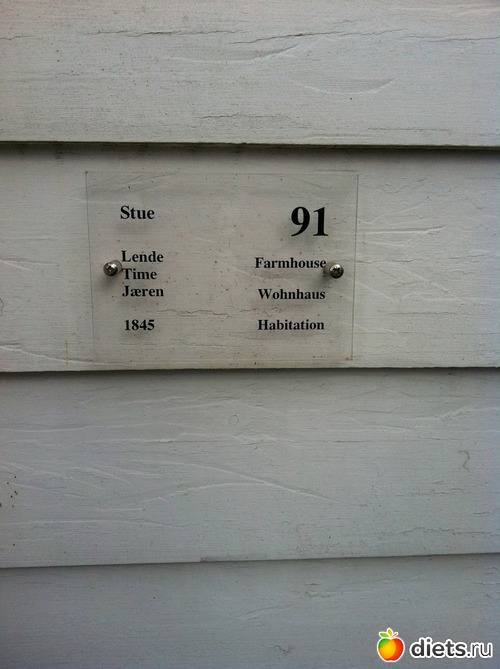 Stue
91
Lende
Time
Jæren
1845
Farmhouse
Wohnhaus
Habitation
diets.ru